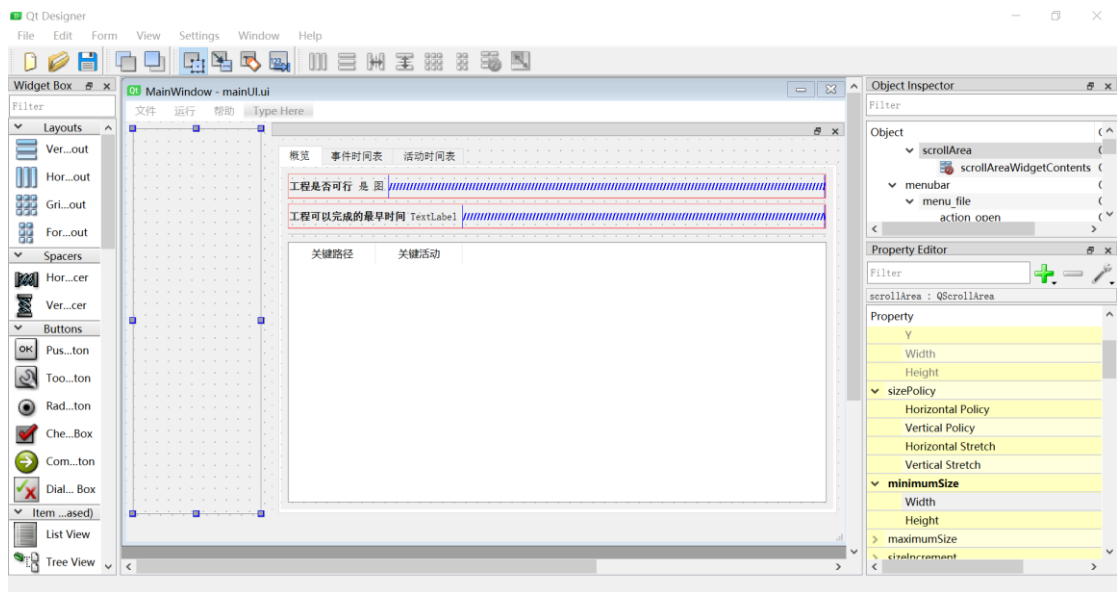 Qt Designer
File Edit Form View Settings Window Help
Widget Box
Filter
Layouts
Ver...out
Hor...out
Gri...out
For...out
Spacers
Hor...cer
Ver...cer
Buttons
OK Pus...ton
Too...ton
Rad...ton
Che...Box
Com...ton
Dial... Box
Item ...ased)
List View
Tree View
Qt MainWindow - mainUI.ui
文件 运行 帮助 Type Here
概览 事件时间表 活动时间表
工程是否可行 是 图
工程可以完成的最早时间 TextLabel
关键路径 关键活动
Object Inspector
Filter
Object
scrollArea
scrollAreaWidgetContents
menubar
menu_file
action_open
Property Editor
Filter
scrollArea : QScrollArea
Property
Y
Width
Height
sizePolicy
Horizontal Policy
Vertical Policy
Horizontal Stretch
Vertical Stretch
minimumSize
Width
Height
maximumSize
sizeIncrement